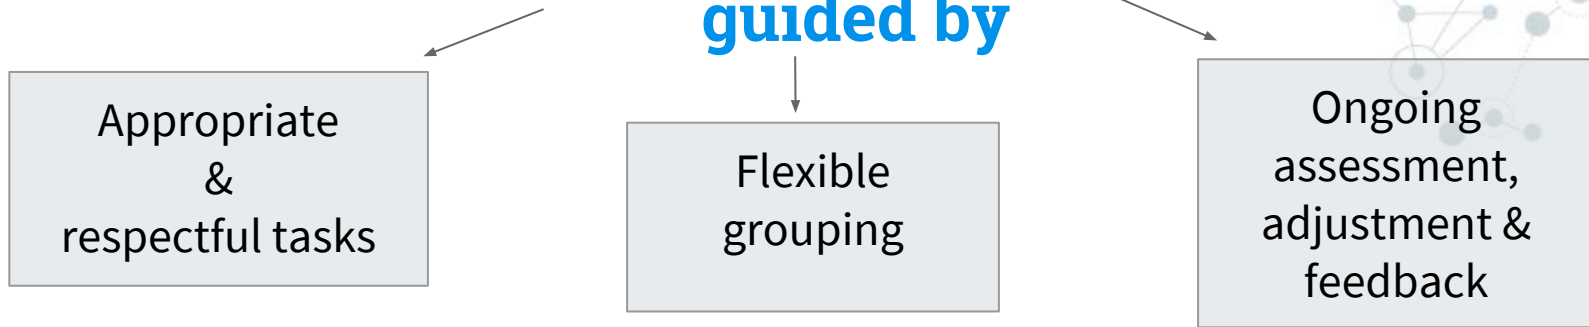 guided by
Appropriate
&
respectful tasks
Flexible
grouping
Ongoing
assessment,
adjustment &
feedback